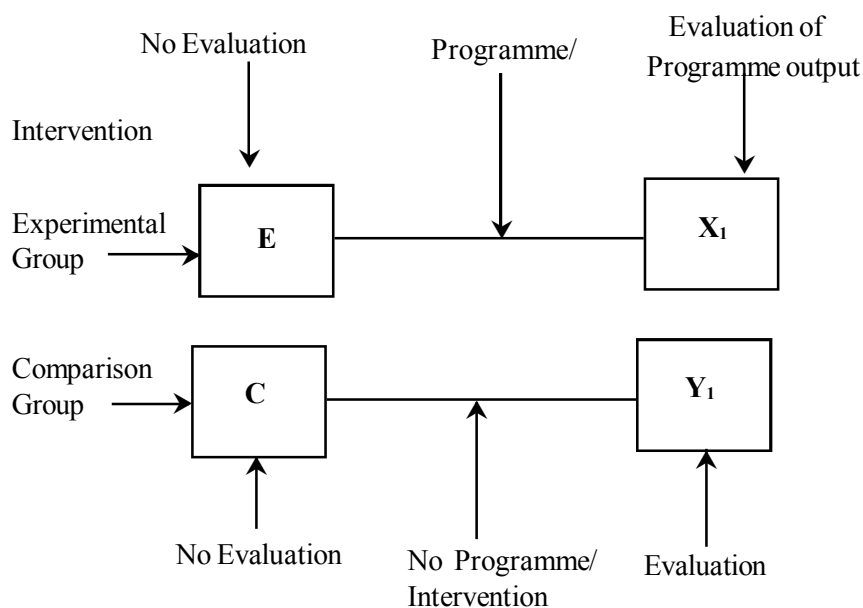 No Evaluation
Programme/
Evaluation of
Programme output
Intervention
Experimental
Group
E
X₁
Comparison
Group
C
Y₁
No Evaluation
No Programme/
Intervention
Evaluation